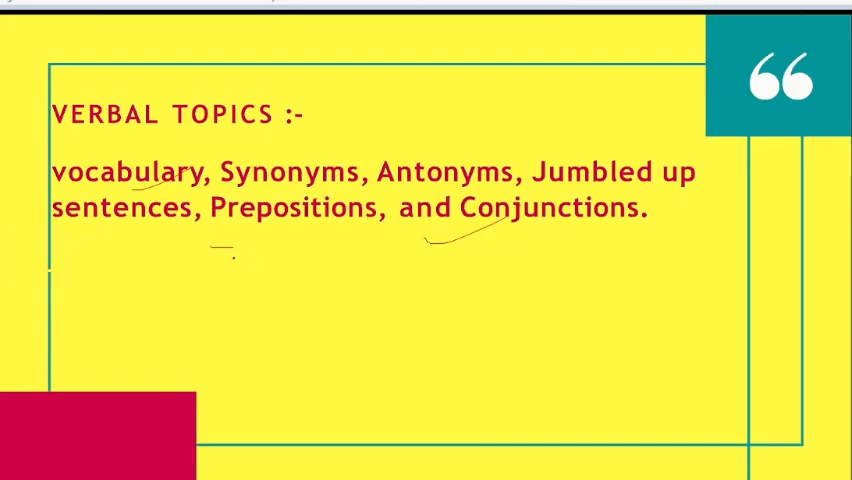 VERBAL TOPICS :-
vocabulary, Synonyms, Antonyms, Jumbled up
sentences, Prepositions, and Conjunctions.